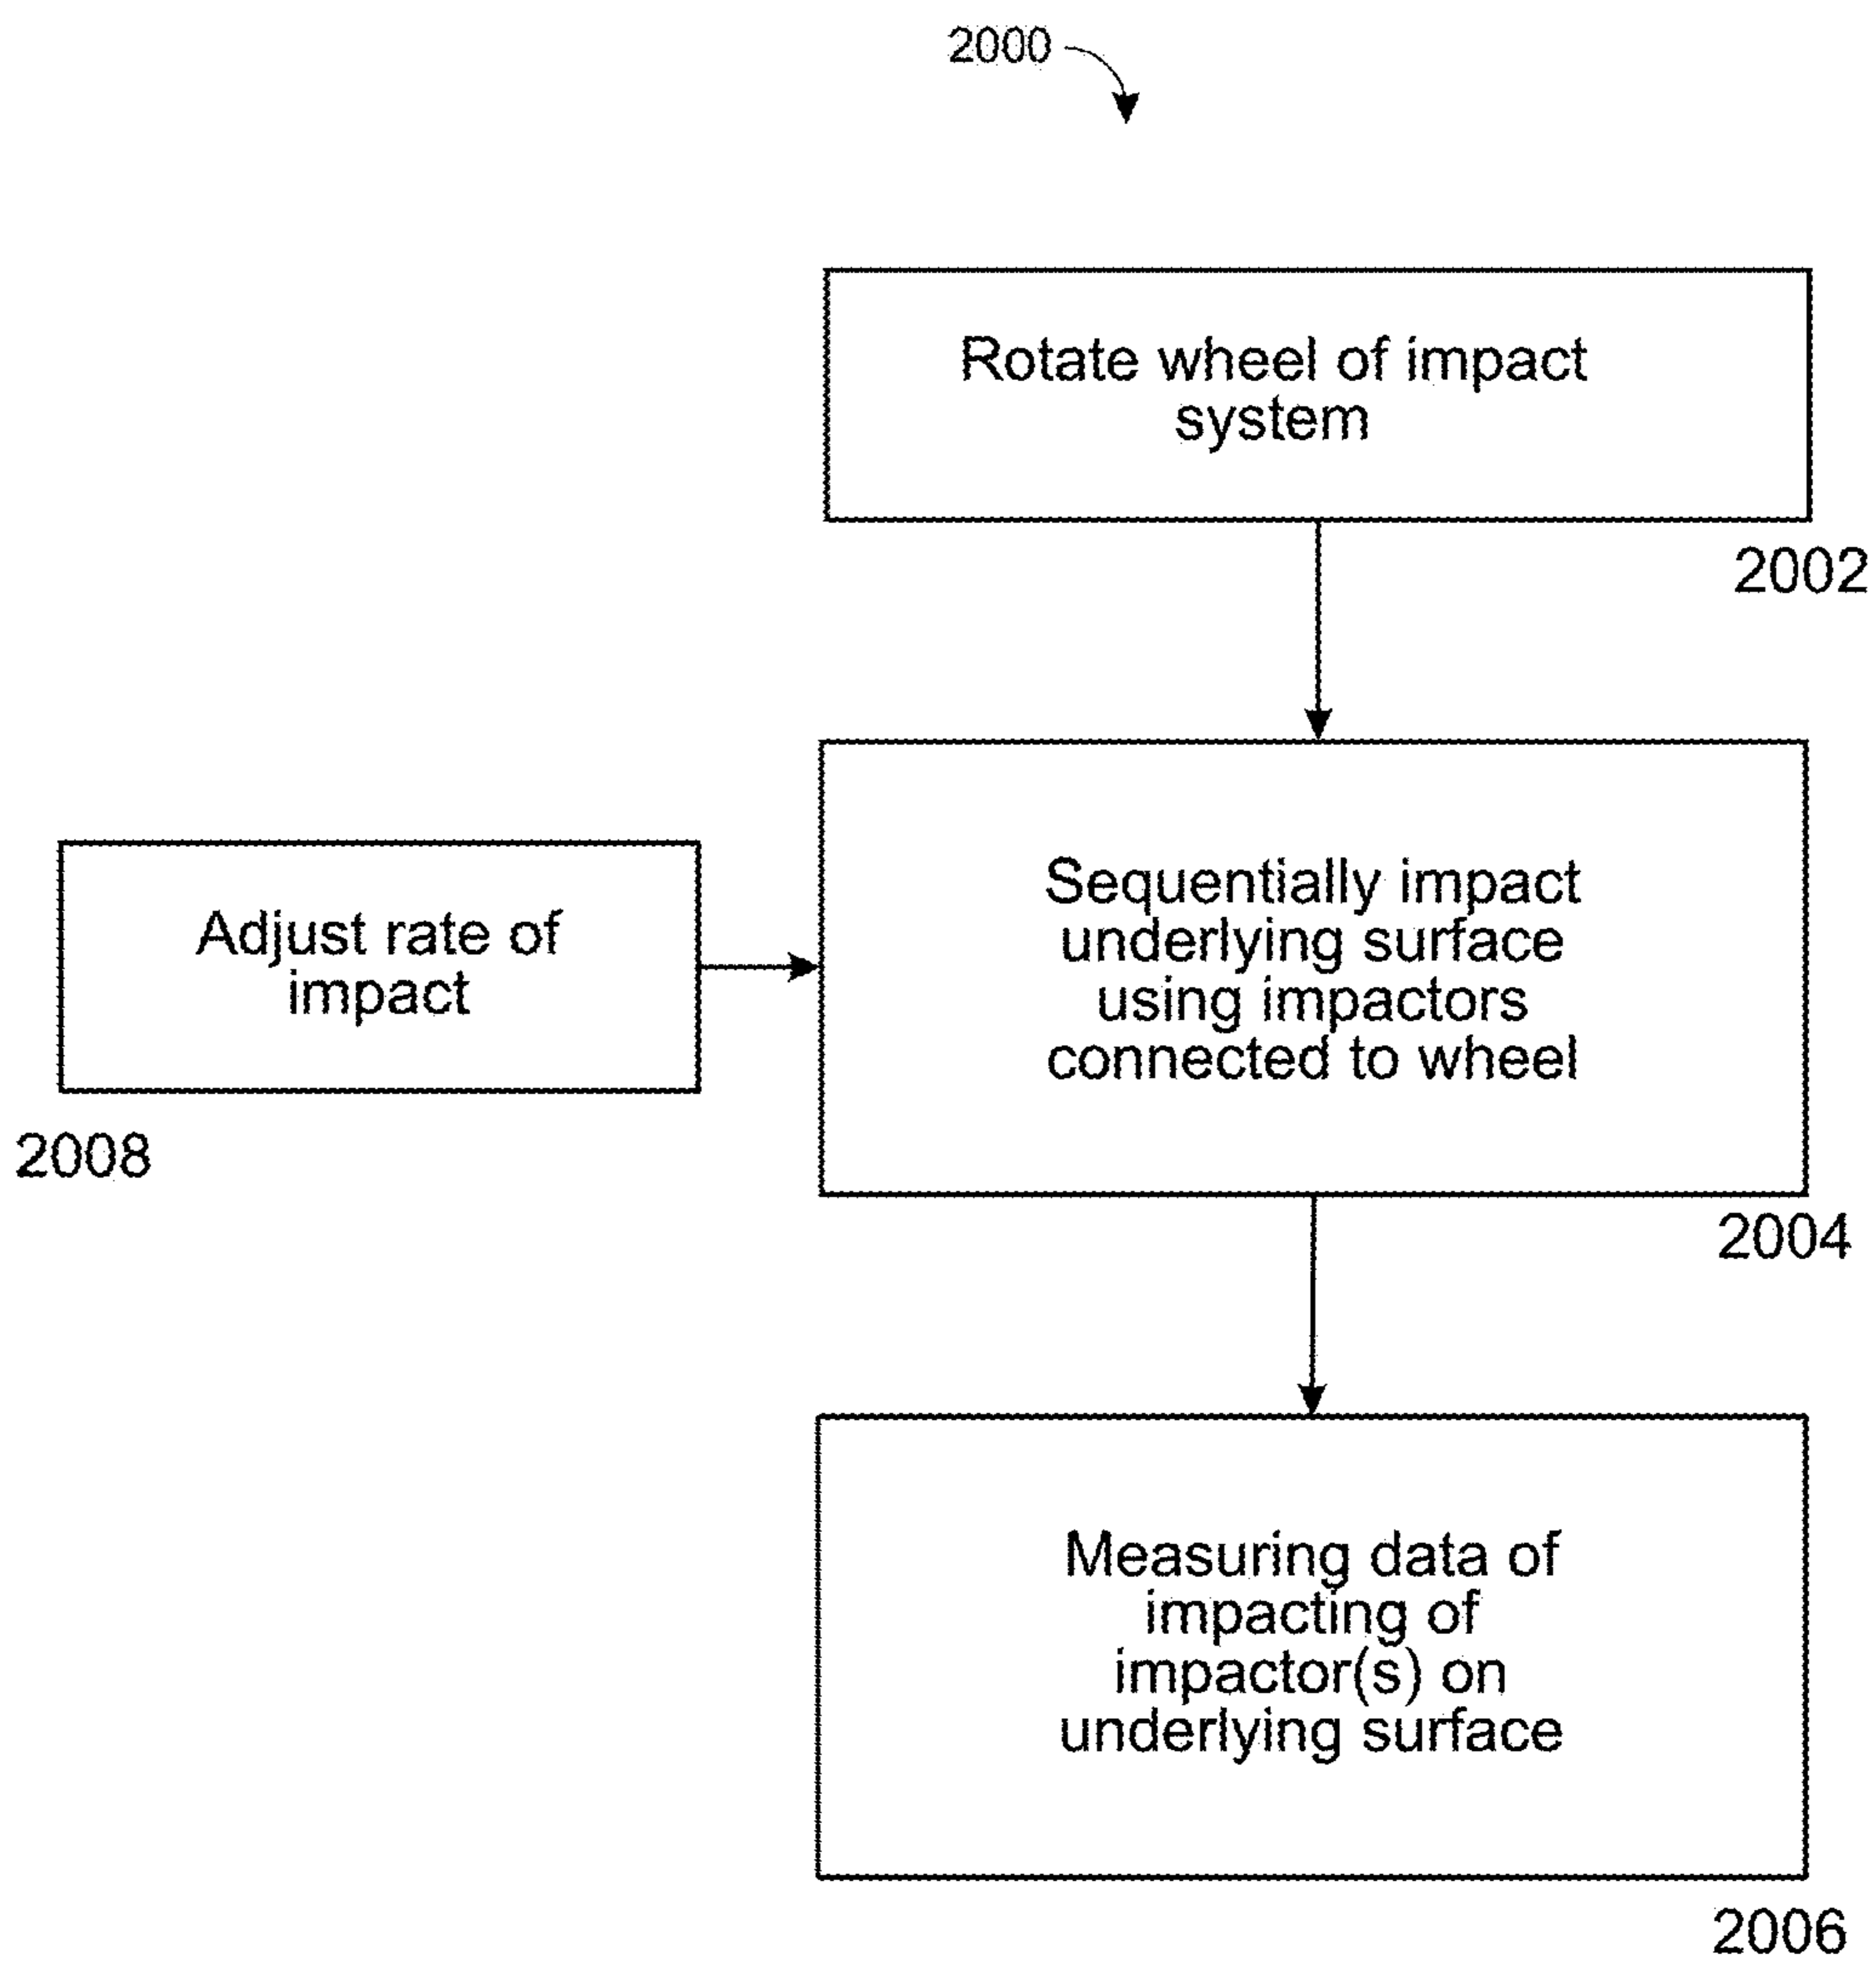 2000
Rotate wheel of impact
system
2002
Adjust rate of
impact
2008
Sequentially impact
underlying surface
using impactors
connected to wheel
2004
Measuring data of
impacting of
impactor(s) on
underlying surface
2006